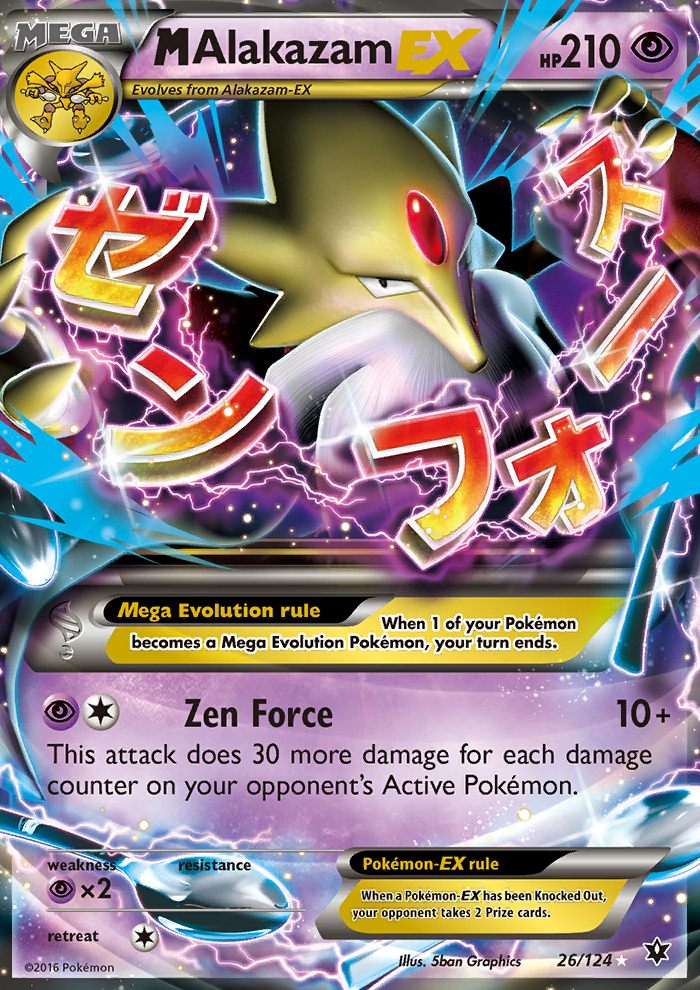 MEGA
MAlakazam EX HP210
Evolves from Alakazam-EX
ゼンフォース
Mega Evolution rule
When 1 of your Pokémon
becomes a Mega Evolution Pokémon, your turn ends.
Zen Force 10+
This attack does 30 more damage for each damage
counter on your opponent's Active Pokémon.
weakness resistance
×2
retreat
Pokémon-EX rule
When a Pokémon-EX has been Knocked Out,
your opponent takes 2 Prize cards.
©2016 Pokémon
Illus. 5ban Graphics 26/124